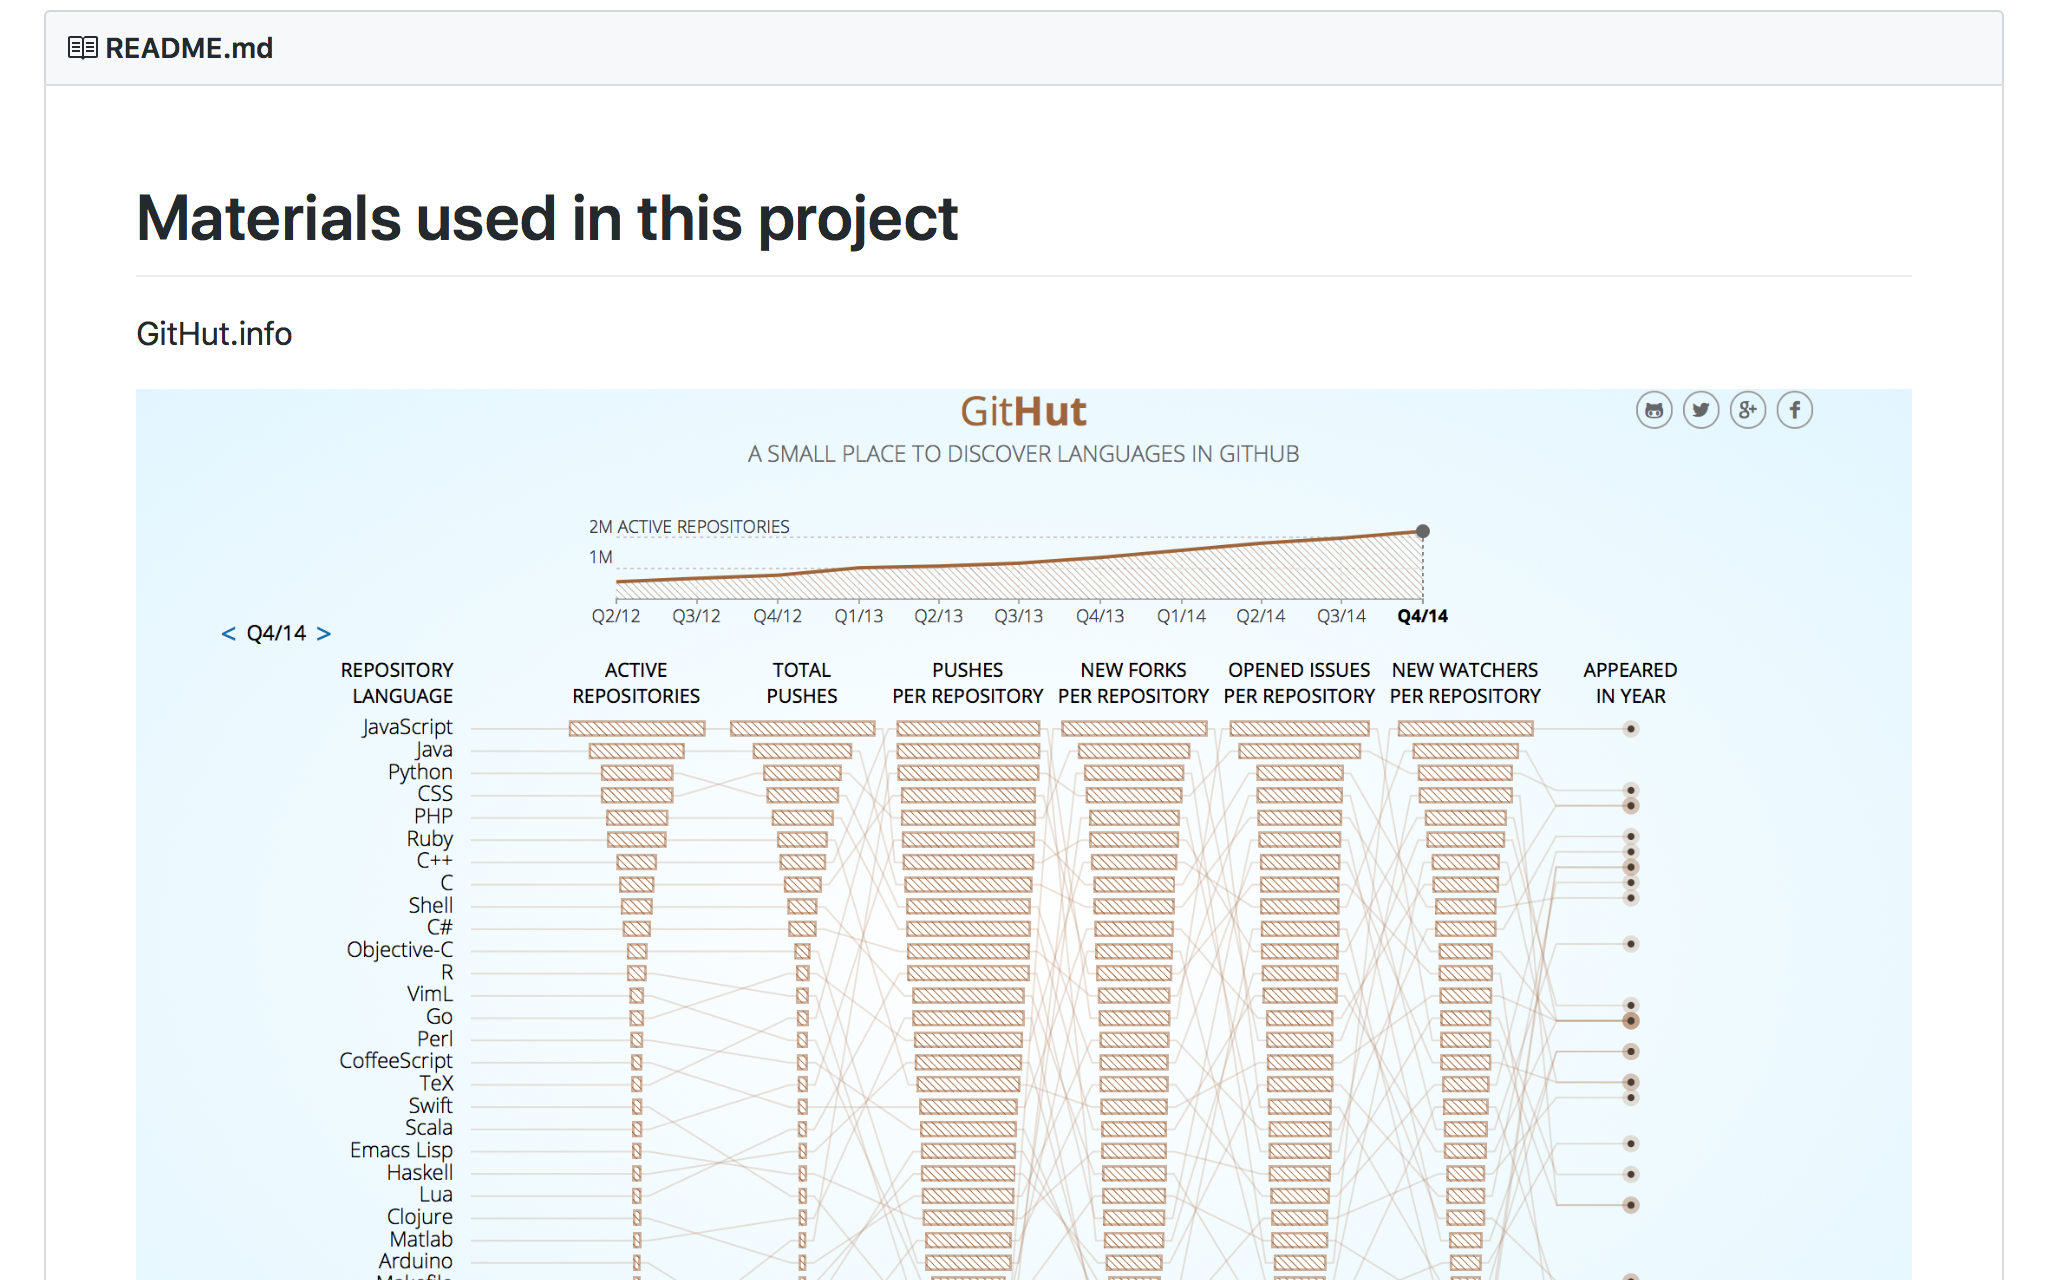 README.md
Materials used in this project
GitHut.info
GitHut
A SMALL PLACE TO DISCOVER LANGUAGES IN GITHUB
2M ACTIVE REPOSITORIES
1M
Q2/12 Q3/12 Q4/12 Q1/13 Q2/13 Q3/13 Q4/13 Q1/14 Q2/14 Q3/14 Q4/14
< Q4/14 >
REPOSITORY ACTIVE TOTAL PUSHES NEW FORKS OPENED ISSUES NEW WATCHERS APPEARED
LANGUAGE REPOSITORIES PUSHES PER REPOSITORY PER REPOSITORY PER REPOSITORY PER REPOSITORY IN YEAR
JavaScript
Java
Python
CSS
PHP
Ruby
C++
C
Shell
C#
Objective-C
R
VimL
Go
Perl
CoffeeScript
TeX
Swift
Scala
Emacs Lisp
Haskell
Lua
Clojure
Matlab
Arduino